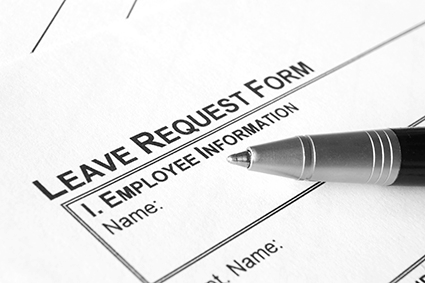 LEAVE REQUEST FORM
I. EMPLOYEE INFORMATION
Name:
Name: